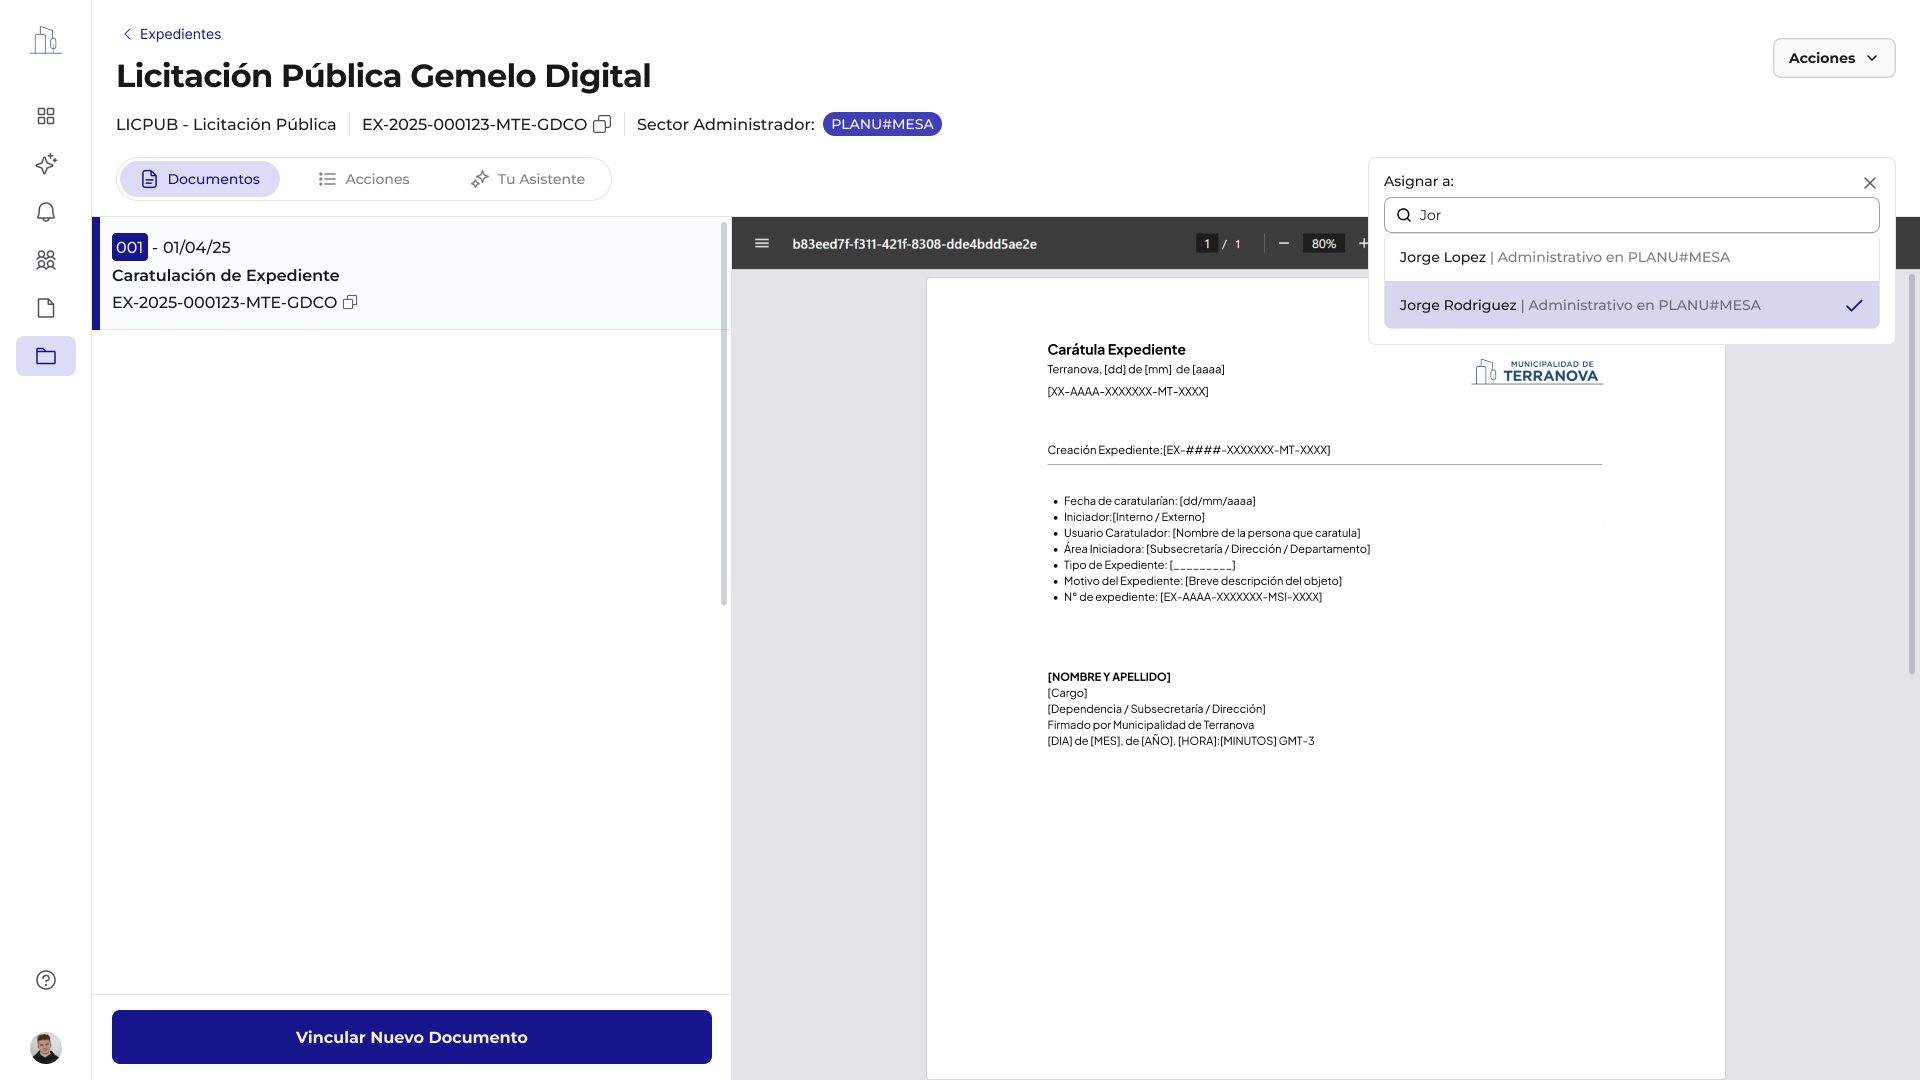 Expedientes
Licitación Pública Gemelo Digital
Acciones
LICPUB - Licitación Pública
EX-2025-000123-MTE-GDCO
Sector Administrador:
PLANU#MESA
Documentos
Acciones
Tu Asistente
Asignar a:
Jor
Jorge Lopez | Administrativo en PLANU#MESA
Jorge Rodriguez | Administrativo en PLANU#MESA
001 - 01/04/25
Caratulación de Expediente
EX-2025-000123-MTE-GDCO
b83eed7f-f311-421f-8308-dde4bdd5ae2e
1 / 1
80%
Carátula Expediente
Terranova, [dd] de [mm] de [aaaa]
[XX-AAAA-XXXXXXX-MT-XXXX]
MUNICIPALIDAD DE
TERRANOVA
Creación Expediente:[EX-####-XXXXXXX-MT-XXXX]
• Fecha de caratularían: [dd/mm/aaaa]
• Iniciador:[Interno / Externo]
• Usuario Caratulador: [Nombre de la persona que caratula]
• Área Iniciadora: [Subsecretaría / Dirección / Departamento]
• Tipo de Expediente: [_________]
• Motivo del Expediente: [Breve descripción del objeto]
• N° de expediente: [EX-AAAA-XXXXXXX-MSI-XXXX]
[NOMBRE Y APELLIDO]
[Cargo]
[Dependencia / Subsecretaría / Dirección]
Firmado por Municipalidad de Terranova
[DIA] de [MES], de [AÑO], [HORA]:[MINUTOS] GMT-3
Vincular Nuevo Documento